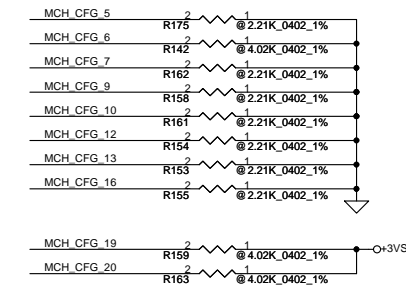 MCH_CFG_5 2 1
R175 @2.21K_0402_1%
MCH_CFG_6 2 1
R142 @4.02K_0402_1%
MCH_CFG_7 2 1
R162 @2.21K_0402_1%
MCH_CFG_9 2 1
R158 @2.21K_0402_1%
MCH_CFG_10 2 1
R161 @2.21K_0402_1%
MCH_CFG_12 2 1
R154 @2.21K_0402_1%
MCH_CFG_13 2 1
R153 @2.21K_0402_1%
MCH_CFG_16 2 1
R155 @2.21K_0402_1%
MCH_CFG_19 2 1 +3VS
R159 @4.02K_0402_1%
MCH_CFG_20 2 1
R163 @4.02K_0402_1%